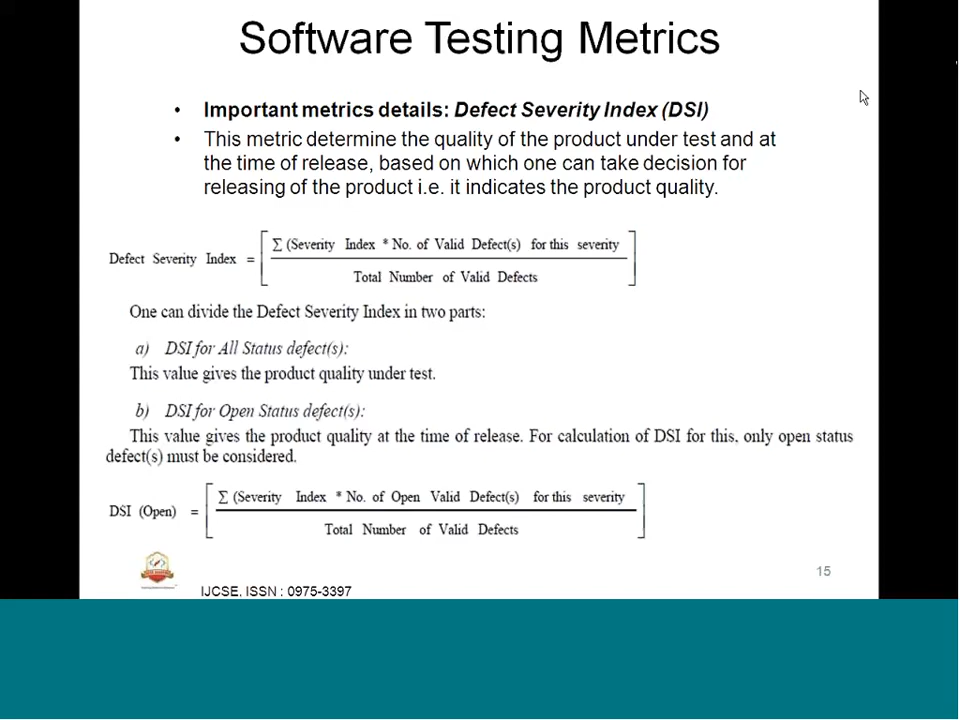 Software Testing Metrics
• Important metrics details: Defect Severity Index (DSI)
• This metric determine the quality of the product under test and at
the time of release, based on which one can take decision for
releasing of the product i.e. it indicates the product quality.
∑ (Severity Index * No. of Valid Defect(s) for this severity
Defect Severity Index =
Total Number of Valid Defects
One can divide the Defect Severity Index in two parts:
a) DSI for All Status defect(s):
This value gives the product quality under test.
b) DSI for Open Status defect(s):
This value gives the product quality at the time of release. For calculation of DSI for this, only open status
defect(s) must be considered.
∑ (Severity Index * No. of Open Valid Defect(s) for this severity
DSI (Open) =
Total Number of Valid Defects
15
IJCSE, ISSN : 0975-3397